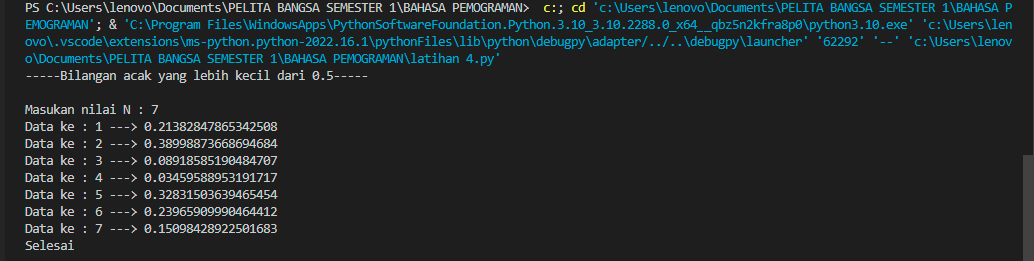 PS C:\Users\lenovo\Documents\PELITA BANGSA SEMESTER 1\BAHASA PEMOGRAMAN>  c:; cd 'c:\Users\lenovo\Documents\PELITA BANGSA SEMESTER 1\BAHASA P
EMOGRAMAN'; & 'C:\Program Files\WindowsApps\PythonSoftwareFoundation.Python.3.10_3.10.2288.0_x64__qbz5n2kfra8p0\python3.10.exe' 'c:\Users\len
ovo\.vscode\extensions\ms-python.python-2022.16.1\pythonFiles\lib\python\debugpy\adapter/../..\debugpy\launcher' '62292' '--' 'c:\Users\lenov
o\Documents\PELITA BANGSA SEMESTER 1\BAHASA PEMOGRAMAN\latihan 4.py'
-----Bilangan acak yang lebih kecil dari 0.5-----
Masukan nilai N : 7
Data ke : 1 ---> 0.21382847865342508
Data ke : 2 ---> 0.38998873668694684
Data ke : 3 ---> 0.08918585190484707
Data ke : 4 ---> 0.03459588953191717
Data ke : 5 ---> 0.32831503639465454
Data ke : 6 ---> 0.23965909990464412
Data ke : 7 ---> 0.15098428922501683
Selesai